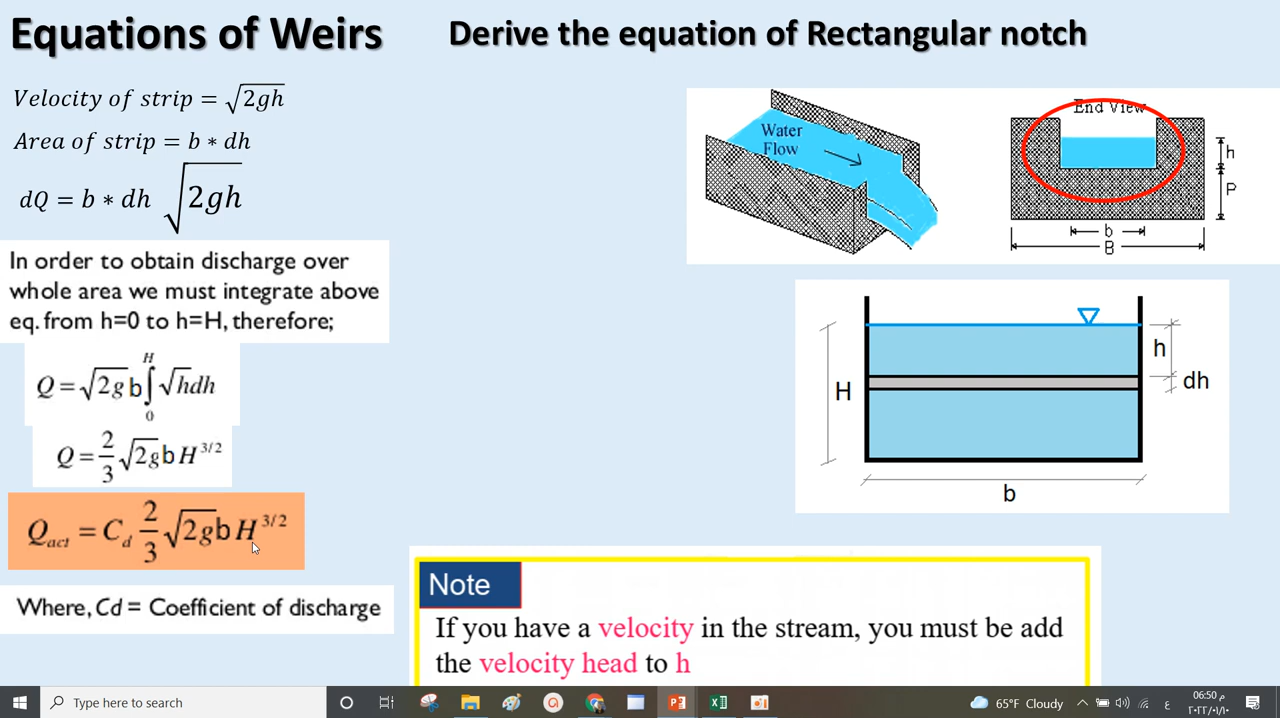 Equations of Weirs
Derive the equation of Rectangular notch
Velocity of strip = √2gh
Area of strip = b * dh
dQ = b * dh √2gh
In order to obtain discharge over
whole area we must integrate above
eq. from h=0 to h=H, therefore;
Q = √2g b ∫₀ᴴ √h dh
Q = 2/3 √2g b H^3/2
Q_act = C_d 2/3 √2g b H^3/2
Where, Cd = Coefficient of discharge
Water
Flow
End View
h
P
b
B
h
dh
H
b
Note
If you have a velocity in the stream, you must be add
the velocity head to h
Type here to search
65°F Cloudy
ع
06:50 م